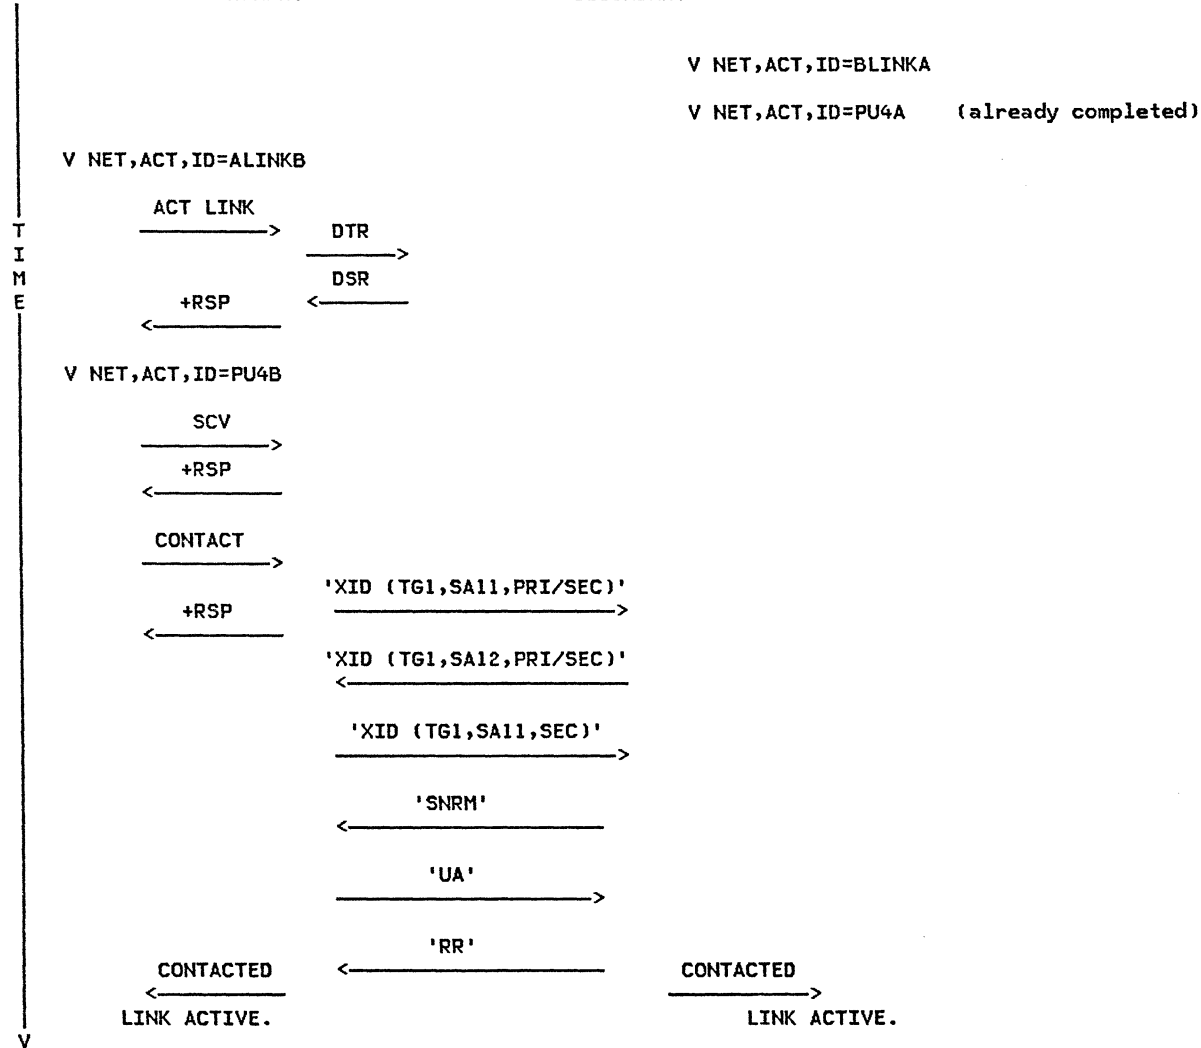 V NET,ACT,ID=BLINKA
V NET,ACT,ID=PU4A (already completed)
V NET,ACT,ID=ALINKB
ACT LINK
DTR
DSR
+RSP
TIME
V NET,ACT,ID=PU4B
SCV
+RSP
CONTACT
'XID (TG1,SA11,PRI/SEC)'
+RSP
'XID (TG1,SA12,PRI/SEC)'
'XID (TG1,SA11,SEC)'
'SNRM'
'UA'
'RR'
CONTACTED CONTACTED
LINK ACTIVE. LINK ACTIVE.
V